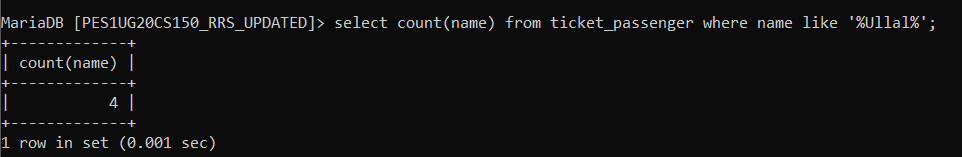 MariaDB [PES1UG20CS150_RRS_UPDATED]> select count(name) from ticket_passenger where name like '%Ullal%';
+-------------+
| count(name) |
+-------------+
|           4 |
+-------------+
1 row in set (0.001 sec)